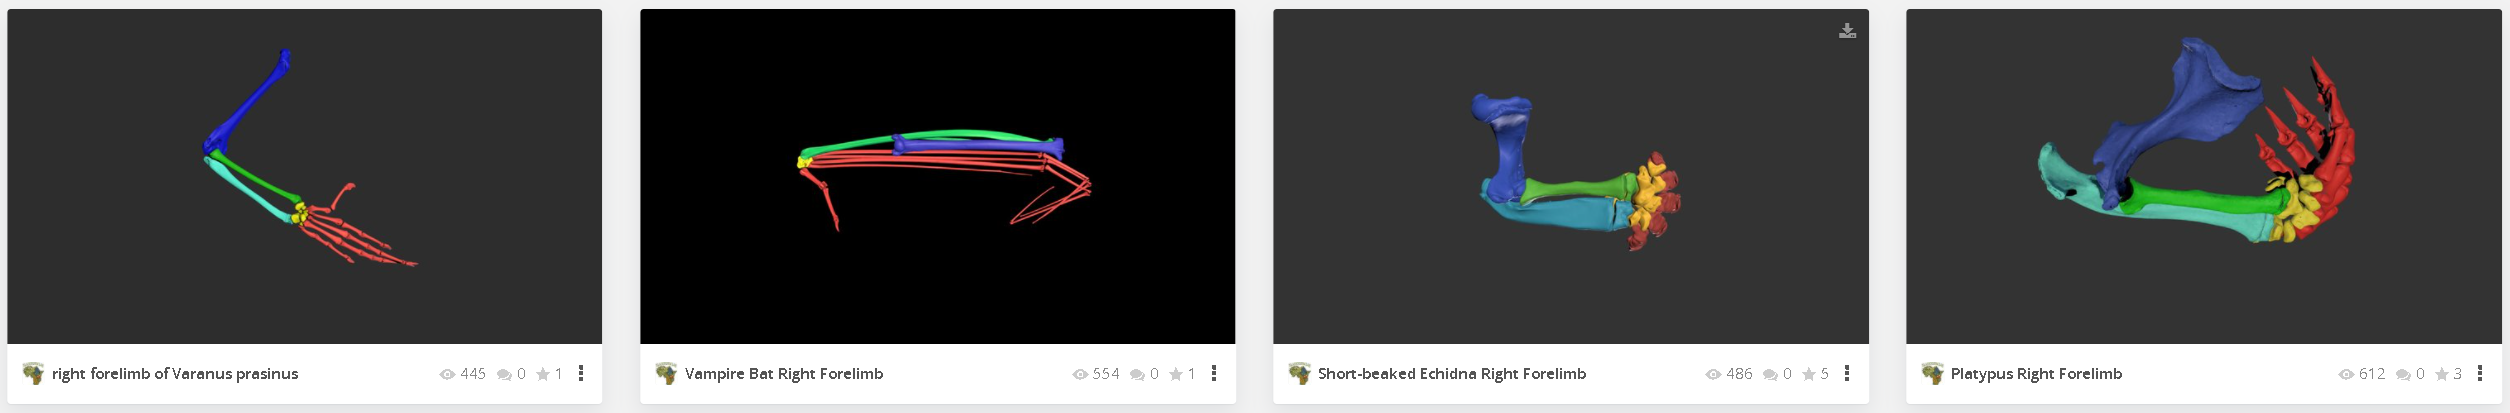 right forelimb of Varanus prasinus 445 0 1
Vampire Bat Right Forelimb 554 0 1
Short-beaked Echidna Right Forelimb 486 0 5
Platypus Right Forelimb 612 0 3